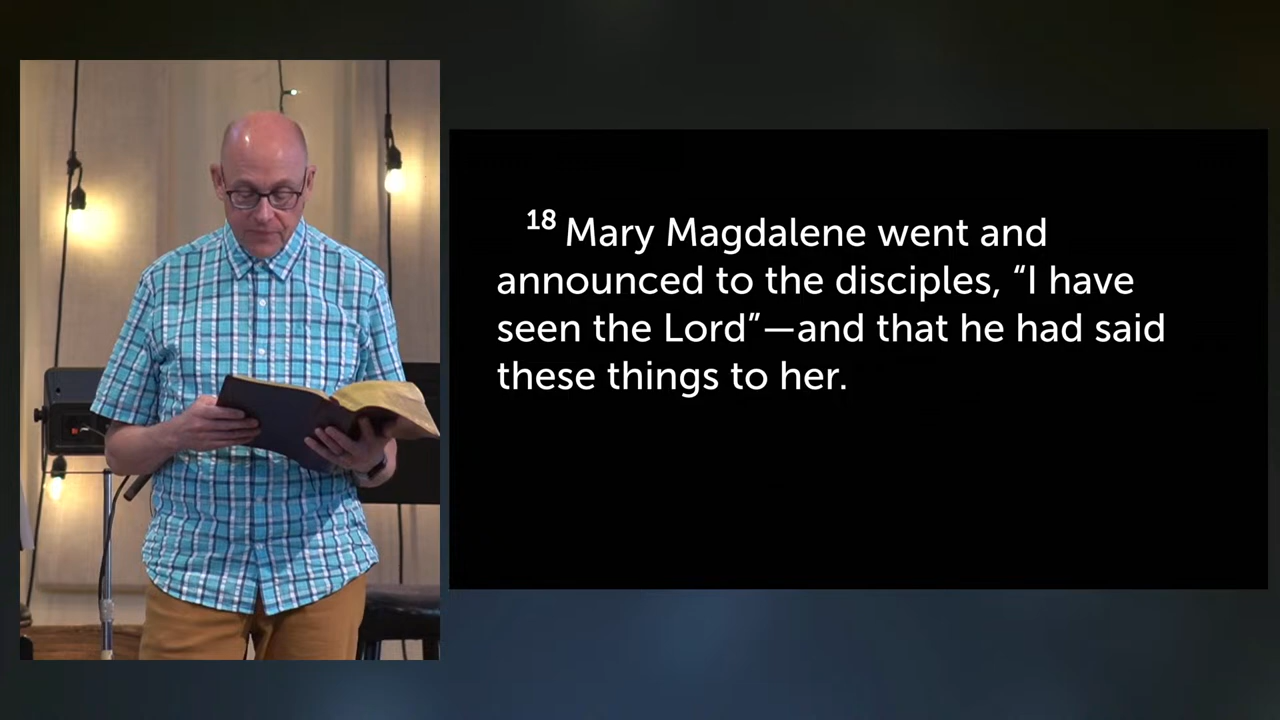 18 Mary Magdalene went and
announced to the disciples, “I have
seen the Lord”—and that he had said
these things to her.